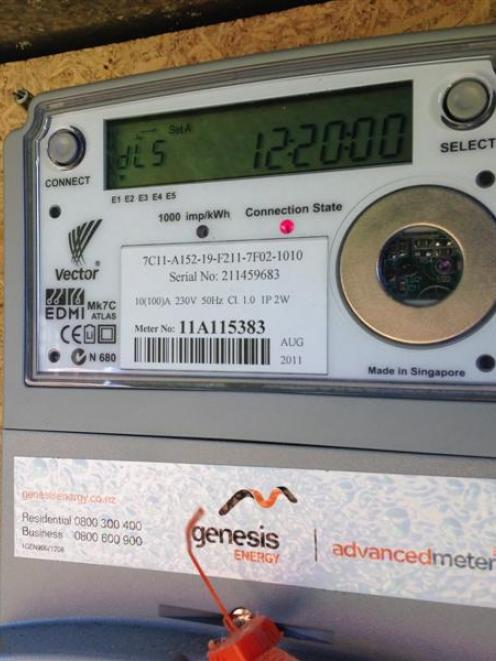 Set A
dLS 12:20:00
CONNECT
SELECT
E1 E2 E3 E4 E5
1000 imp/kWh
Connection State
Vector
7C11-A152-19-F211-7F02-1010
Serial No: 211459683
10(100)A 230V 50Hz Cl. 1.0 1P 2W
EDMI Mk7C
ATLAS
Meter No: 11A115383
AUG
2011
CE
N 680
Made in Singapore
genesisenergy.co.nz
Residential 0800 300 400
Business 0800 600 900
genesis
ENERGY
advancedmeter